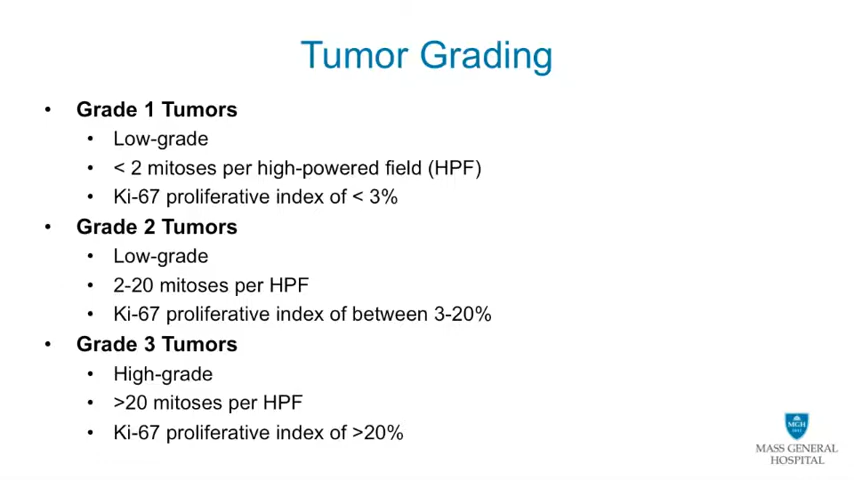 Tumor Grading
• Grade 1 Tumors
• Low-grade
• < 2 mitoses per high-powered field (HPF)
• Ki-67 proliferative index of < 3%
• Grade 2 Tumors
• Low-grade
• 2-20 mitoses per HPF
• Ki-67 proliferative index of between 3-20%
• Grade 3 Tumors
• High-grade
• >20 mitoses per HPF
• Ki-67 proliferative index of >20%
MGH
MASS GENERAL
HOSPITAL